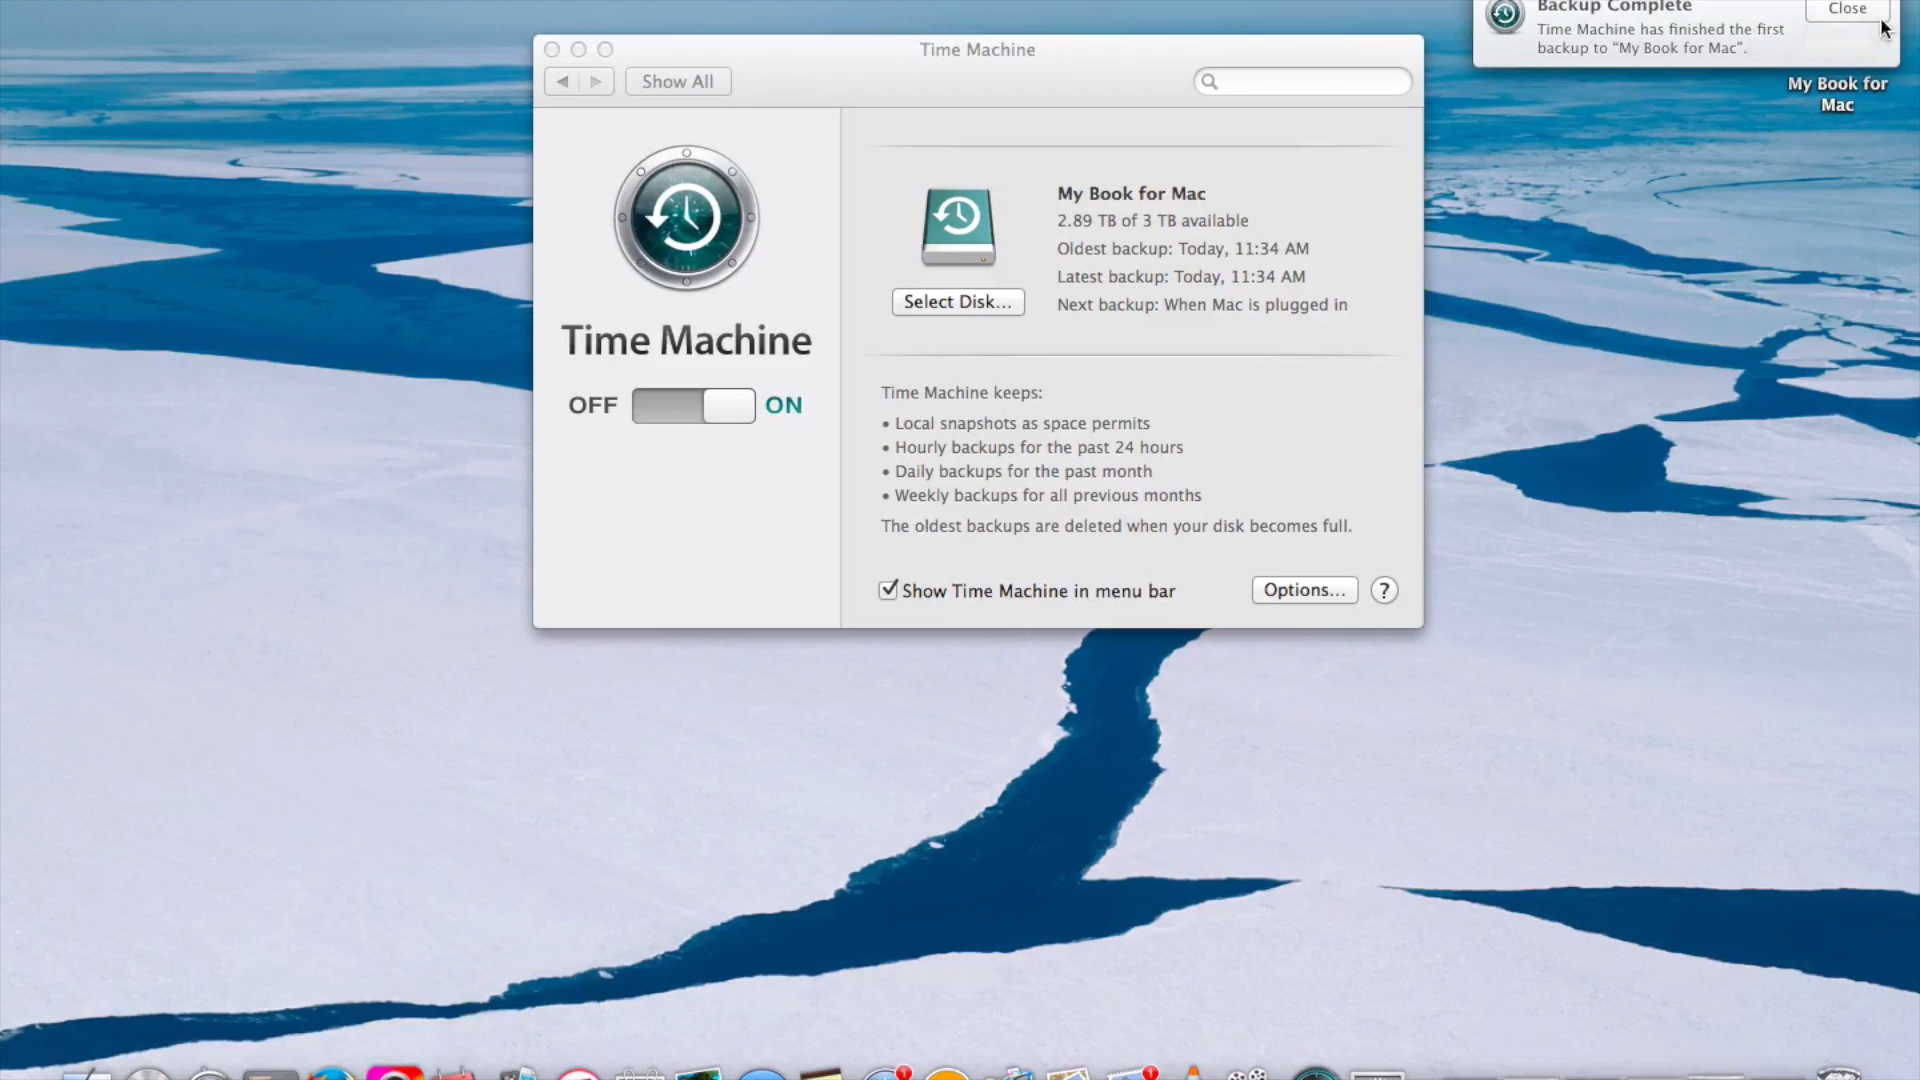 Backup Complete
Close
Time Machine has finished the first
backup to “My Book for Mac”.
My Book for
Mac
Time Machine
Show All
Time Machine
OFF
ON
My Book for Mac
2.89 TB of 3 TB available
Oldest backup: Today, 11:34 AM
Latest backup: Today, 11:34 AM
Next backup: When Mac is plugged in
Select Disk...
Time Machine keeps:
• Local snapshots as space permits
• Hourly backups for the past 24 hours
• Daily backups for the past month
• Weekly backups for all previous months
The oldest backups are deleted when your disk becomes full.
Show Time Machine in menu bar
Options...
?
1
1